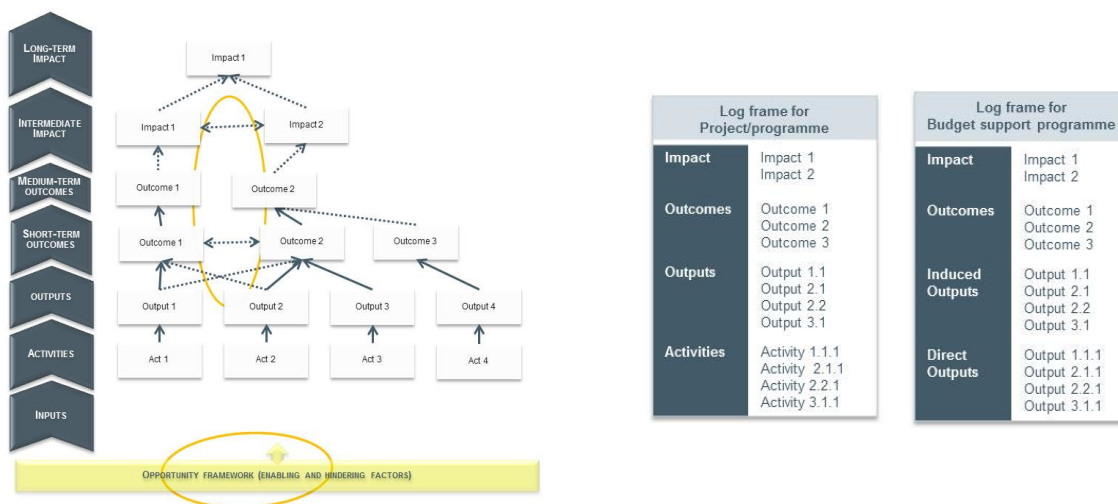 LONG-TERM
IMPACT
Impact 1
INTERMEDIATE
IMPACT
Impact 1
Impact 2
MEDIUM-TERM
OUTCOMES
Outcome 1
Outcome 2
SHORT-TERM
OUTCOMES
Outcome 1
Outcome 2
Outcome 3
OUTPUTS
Output 1
Output 2
Output 3
Output 4
ACTIVITIES
Act 1
Act 2
Act 3
Act 4
INPUTS
OPPORTUNITY FRAMEWORK (ENABLING AND HINDERING FACTORS)
Log frame for
Project/programme
Impact
Impact 1
Impact 2
Outcomes
Outcome 1
Outcome 2
Outcome 3
Outputs
Output 1.1
Output 2.1
Output 2.2
Output 3.1
Activities
Activity 1.1.1
Activity 2.1.1
Activity 2.2.1
Activity 3.1.1
Log frame for
Budget support programme
Impact
Impact 1
Impact 2
Outcomes
Outcome 1
Outcome 2
Outcome 3
Induced
Outputs
Output 1.1
Output 2.1
Output 2.2
Output 3.1
Direct
Outputs
Output 1.1.1
Output 2.1.1
Output 2.2.1
Output 3.1.1